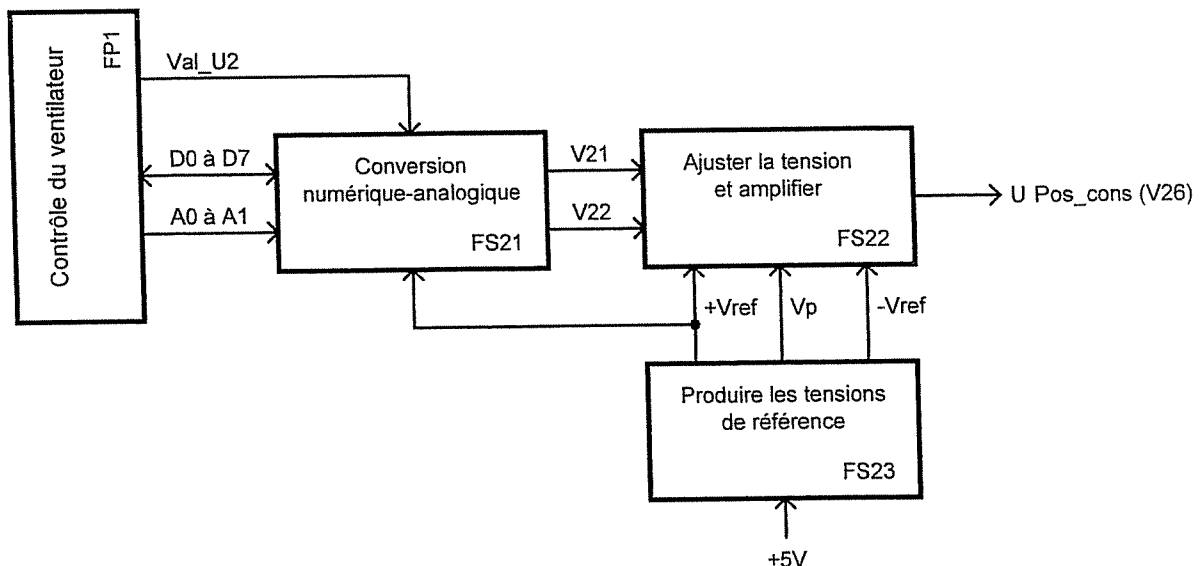 Contrôle du ventilateur
FP1
Val_U2
D0 à D7
A0 à A1
Conversion
numérique-analogique
FS21
V21
V22
Ajuster la tension
et amplifier
FS22
U Pos_cons (V26)
+Vref
Vp
-Vref
Produire les tensions
de référence
FS23
+5V